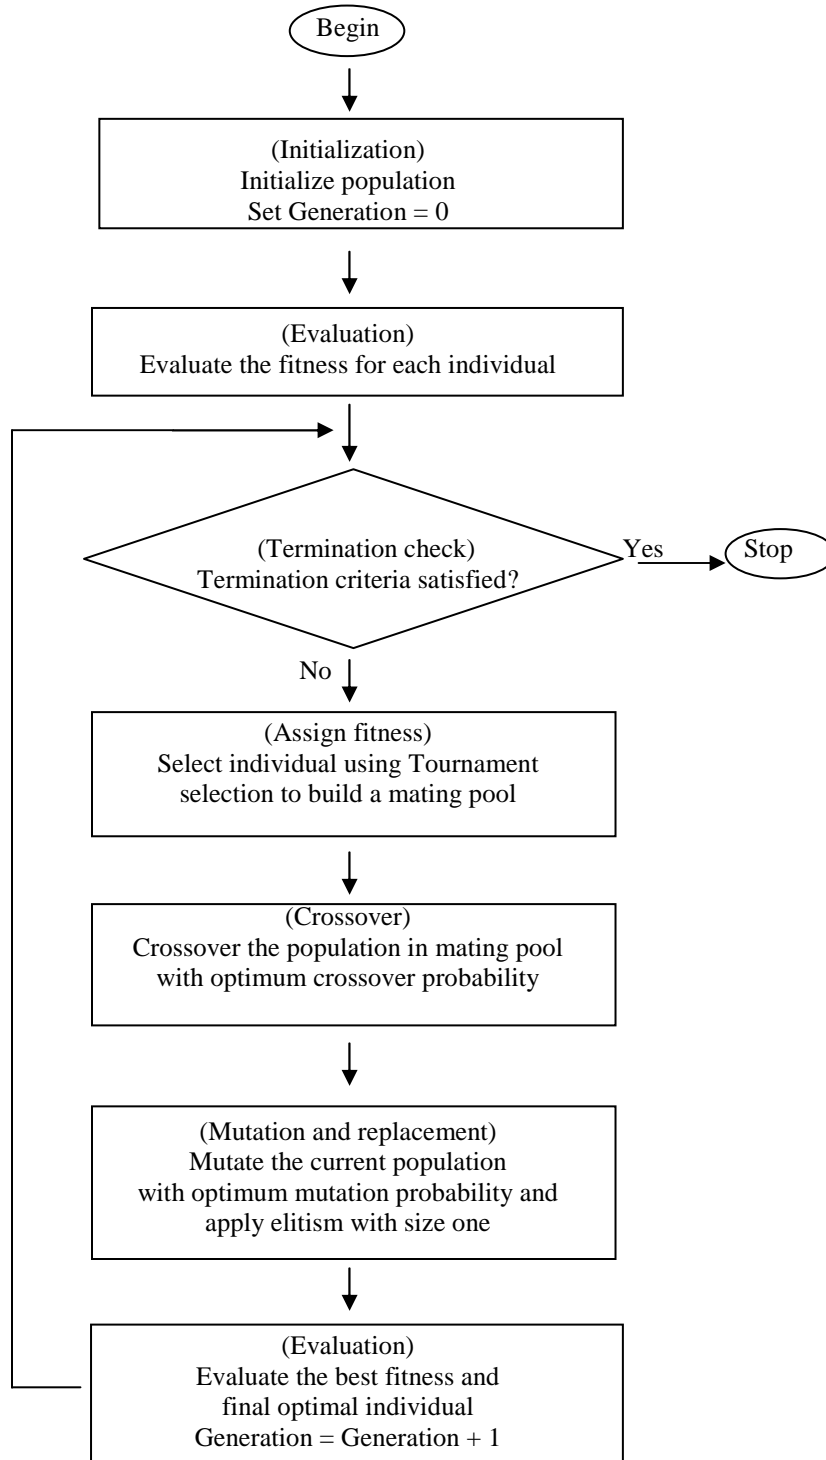 Begin
(Initialization)
Initialize population
Set Generation = 0
(Evaluation)
Evaluate the fitness for each individual
(Termination check)
Termination criteria satisfied?
Yes
Stop
No
(Assign fitness)
Select individual using Tournament
selection to build a mating pool
(Crossover)
Crossover the population in mating pool
with optimum crossover probability
(Mutation and replacement)
Mutate the current population
with optimum mutation probability and
apply elitism with size one
(Evaluation)
Evaluate the best fitness and
final optimal individual
Generation = Generation + 1